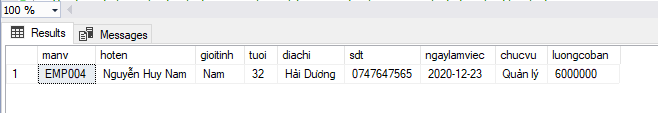 100 %
Results Messages
manv hoten gioitinh tuoi diachi sdt ngaylamviec chucvu luongcoban
1 EMP004 Nguyễn Huy Nam Nam 32 Hải Dương 0747647565 2020-12-23 Quản lý 6000000